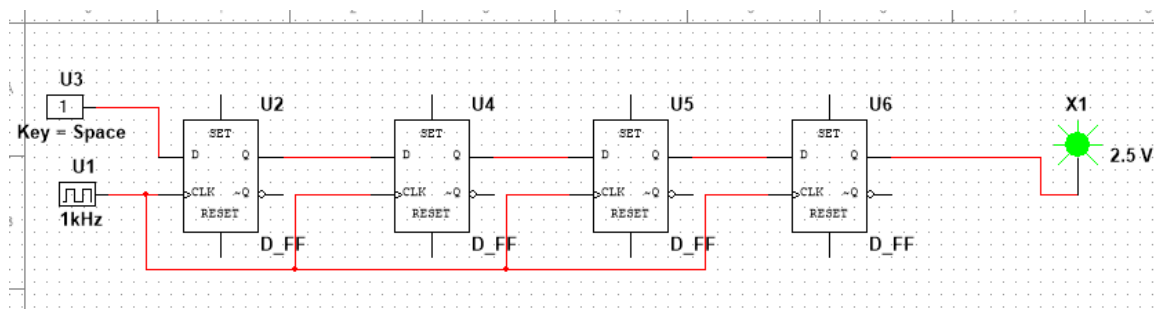 U3
1
Key = Space
U1
1kHz
U2
SET
D Q
CLK ~Q
RESET
D_FF
U4
SET
D Q
CLK ~Q
RESET
D_FF
U5
SET
D Q
CLK ~Q
RESET
D_FF
U6
SET
D Q
CLK ~Q
RESET
D_FF
X1
2.5 V